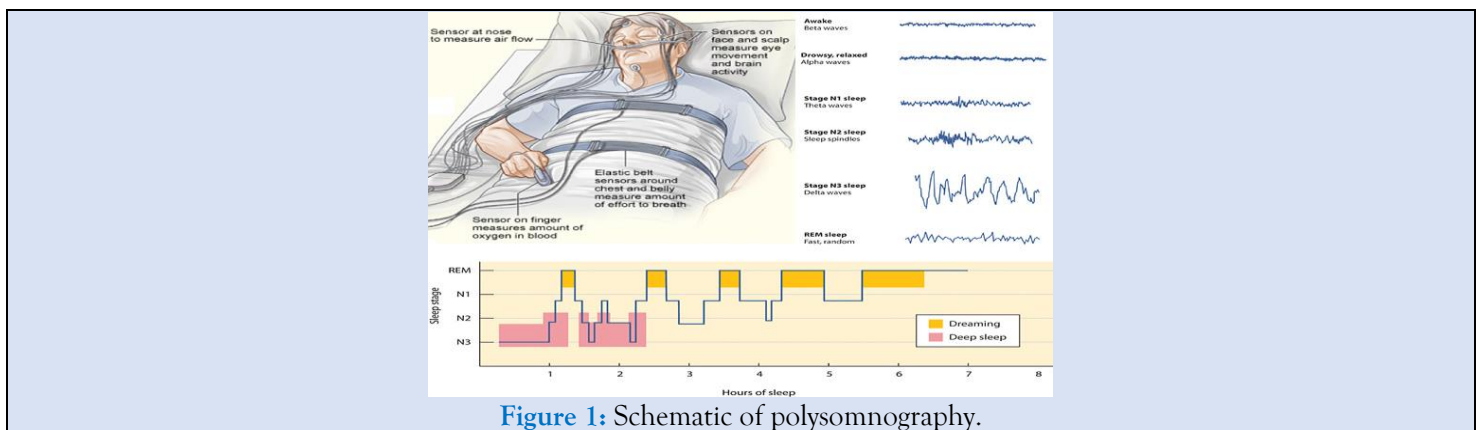 Sensor at nose
to measure air flow
Sensors on
face and scalp
measure eye
movement
and brain
activity
Elastic belt
sensors around
chest and belly
measure amount
of effort to breath
Sensor on finger
measures amount of
oxygen in blood
Awake
Beta waves
Drowsy, relaxed
Alpha waves
Stage N1 sleep
Theta waves
Stage N2 sleep
Sleep spindles
Stage N3 sleep
Delta waves
REM sleep
Fast, random
Sleep stage
REM
N1
N2
N3
Dreaming
Deep sleep
1 2 3 4 5 6 7 8
Hours of sleep
Figure 1: Schematic of polysomnography.